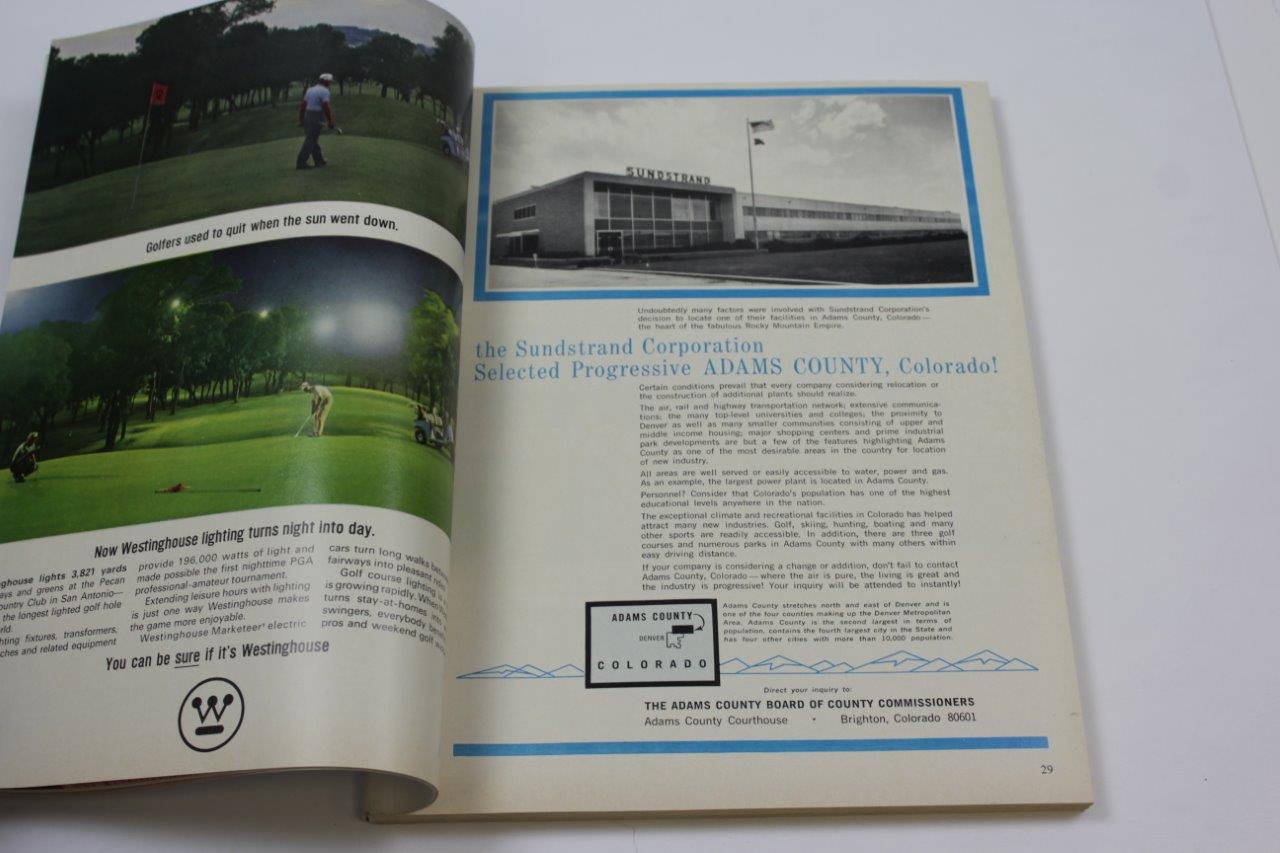 Golfers used to quit when the sun went down.
Now Westinghouse lighting turns night into day.
ghouse lights 3,821 yards
ays and greens at the Pecan
ountry Club in San Antonio—
the longest lighted golf hole
rld.
hting fixtures, transformers,
ches and related equipment
provide 196,000 watts of light and
made possible the first nighttime PGA
professional-amateur tournament.
Extending leisure hours with lighting
is just one way Westinghouse makes
the game more enjoyable.
Westinghouse Marketeer® electric
cars turn long walks between
fairways into pleasant
Golf course lighting
is growing rapidly. When
turns stay-at-homes into
swingers, everybody
pros and weekend golf
You can be sure if it's Westinghouse
W
SUNDSTRAND
Undoubtedly many factors were involved with Sundstrand Corporation's
decision to locate one of their facilities in Adams County, Colorado —
the heart of the fabulous Rocky Mountain Empire.
the Sundstrand Corporation
Selected Progressive ADAMS COUNTY, Colorado!
Certain conditions prevail that every company considering relocation or
the construction of additional plants should realize.
The air, rail and highway transportation network; extensive communica-
tions; the many top-level universities and colleges; the proximity to
Denver as well as many smaller communities consisting of upper and
middle income housing; major shopping centers and prime industrial
park developments are but a few of the features highlighting Adams
County as one of the most desirable areas in the country for location
of new industry.
All areas are well served or easily accessible to water, power and gas.
As an example, the largest power plant is located in Adams County.
Personnel? Consider that Colorado's population has one of the highest
educational levels anywhere in the nation.
The exceptional climate and recreational facilities in Colorado has helped
attract many new industries. Golf, skiing, hunting, boating and many
other sports are readily accessible. In addition, there are three golf
courses and numerous parks in Adams County with many others within
easy driving distance.
If your company is considering a change or addition, don't fail to contact
Adams County, Colorado — where the air is pure, the living is great and
the industry is progressive! Your inquiry will be attended to instantly!
ADAMS COUNTY
DENVER
COLORADO
Adams County stretches north and east of Denver and is
one of the four counties making up the Denver Metropolitan
Area. Adams County is the second largest in terms of
population, contains the fourth largest city in the State and
has four other cities with more than 10,000 population.
Direct your inquiry to:
THE ADAMS COUNTY BOARD OF COUNTY COMMISSIONERS
Adams County Courthouse • Brighton, Colorado 80601
29